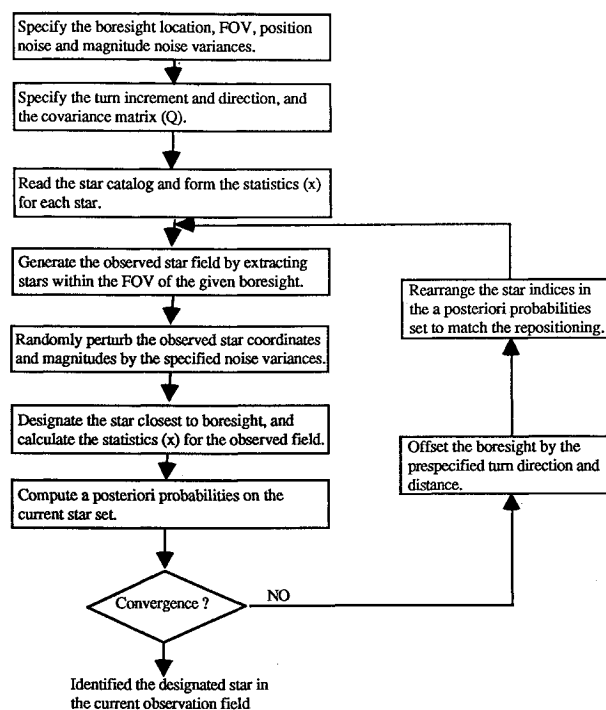 Specify the boresight location, FOV, position
noise and magnitude noise variances.
Specify the turn increment and direction, and
the covariance matrix (Q).
Read the star catalog and form the statistics (x)
for each star.
Generate the observed star field by extracting
stars within the FOV of the given boresight.
Randomly perturb the observed star coordinates
and magnitudes by the specified noise variances.
Designate the star closest to boresight, and
calculate the statistics (x) for the observed field.
Compute a posteriori probabilities on the
current star set.
Convergence ?
NO
Identified the designated star in
the current observation field
Offset the boresight by the
prespecified turn direction and
distance.
Rearrange the star indices in
the a posteriori probabilities
set to match the repositioning.